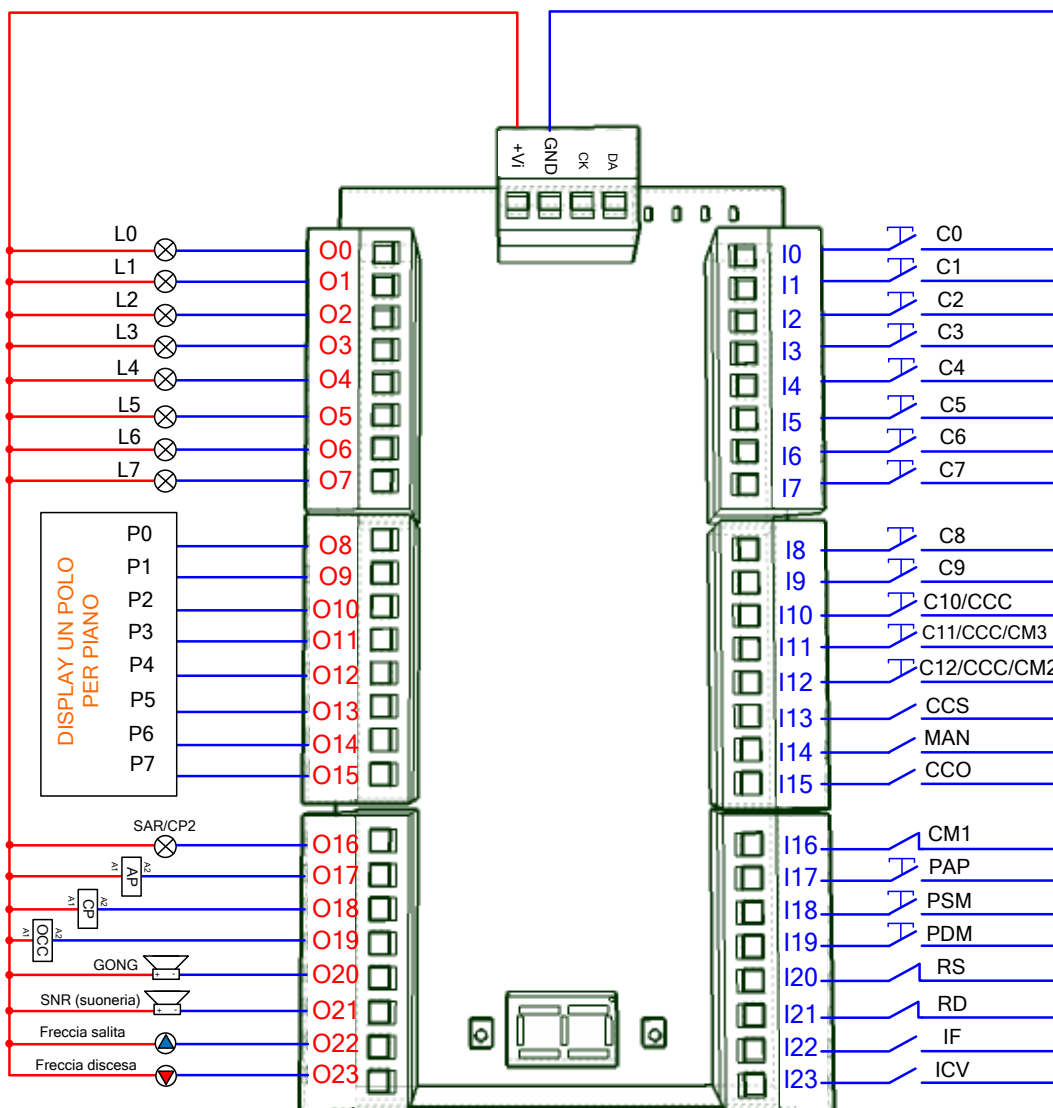 +Vi
GND
CK
DA
L0
O0
L1
O1
L2
O2
L3
O3
L4
O4
L5
O5
L6
O6
L7
O7
DISPLAY UN POLO
PER PIANO
P0
O8
P1
O9
P2
O10
P3
O11
P4
O12
P5
O13
P6
O14
P7
O15
SAR/CP2
O16
A1 AP A2
O17
A1 CP A2
O18
A1 OCC A2
O19
GONG
+ -
O20
SNR (suoneria)
+ -
O21
Freccia salita
O22
Freccia discesa
O23
I0
C0
I1
C1
I2
C2
I3
C3
I4
C4
I5
C5
I6
C6
I7
C7
I8
C8
I9
C9
I10
C10/CCC
I11
C11/CCC/CM3
I12
C12/CCC/CM2
I13
CCS
I14
MAN
I15
CCO
I16
CM1
I17
PAP
I18
PSM
I19
PDM
I20
RS
I21
RD
I22
IF
I23
ICV